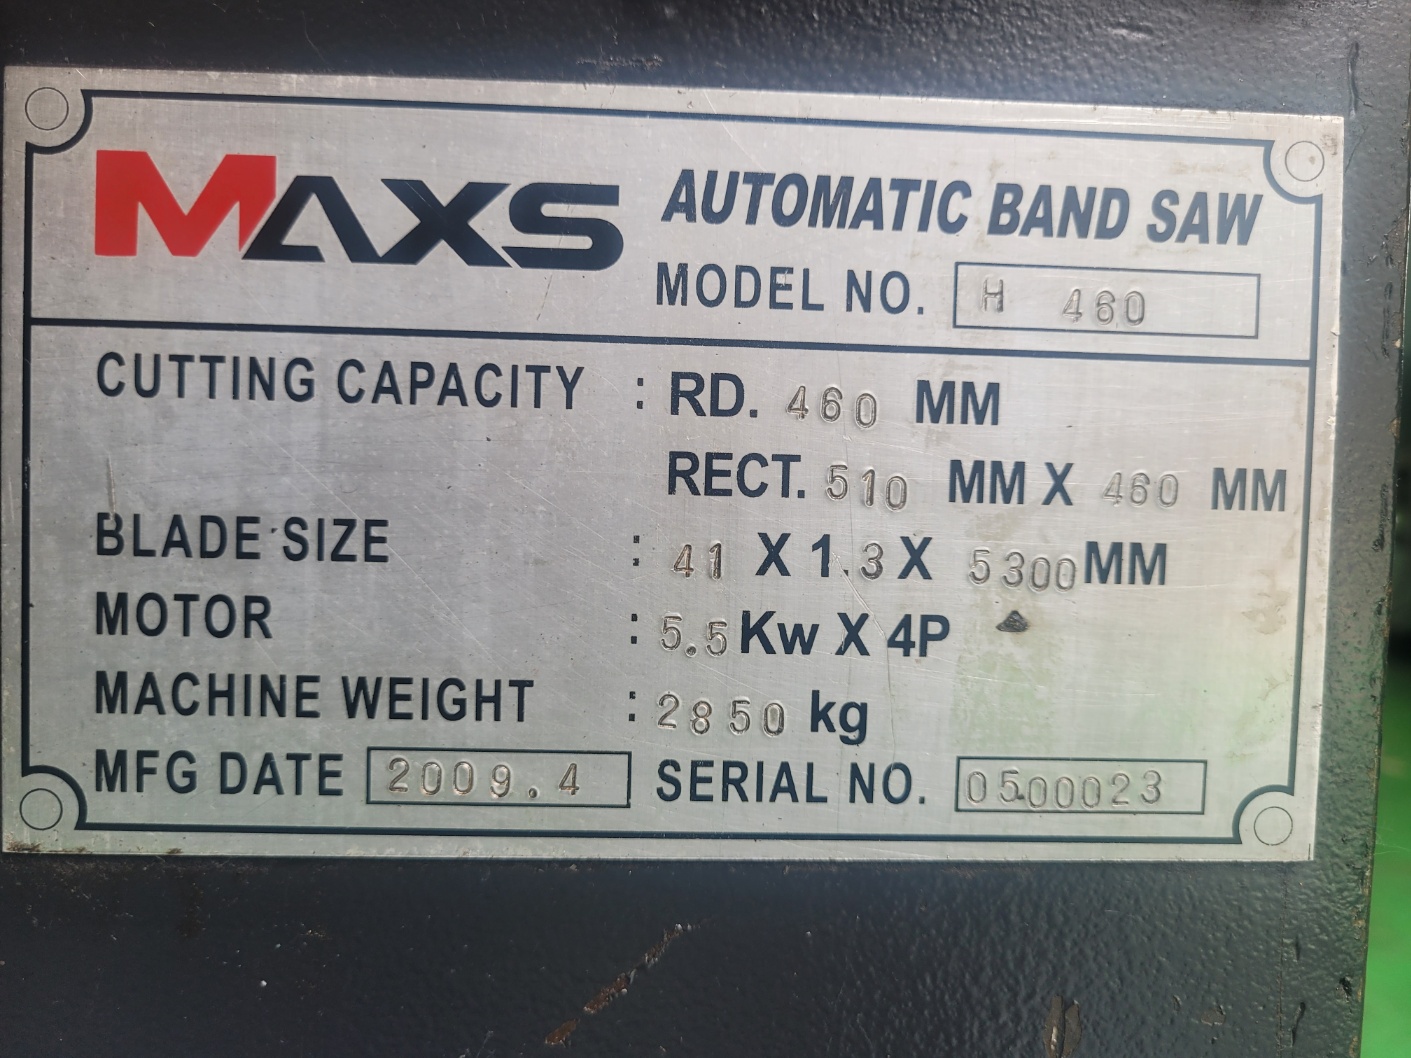 MAXS AUTOMATIC BAND SAW
MODEL NO. H 460
CUTTING CAPACITY : RD. 460 MM
RECT. 510 MM X 460 MM
BLADE SIZE : 41 X 1.3 X 5300 MM
MOTOR : 5.5 Kw X 4P
MACHINE WEIGHT : 2850 kg
MFG DATE 2009.4 SERIAL NO. 0500023